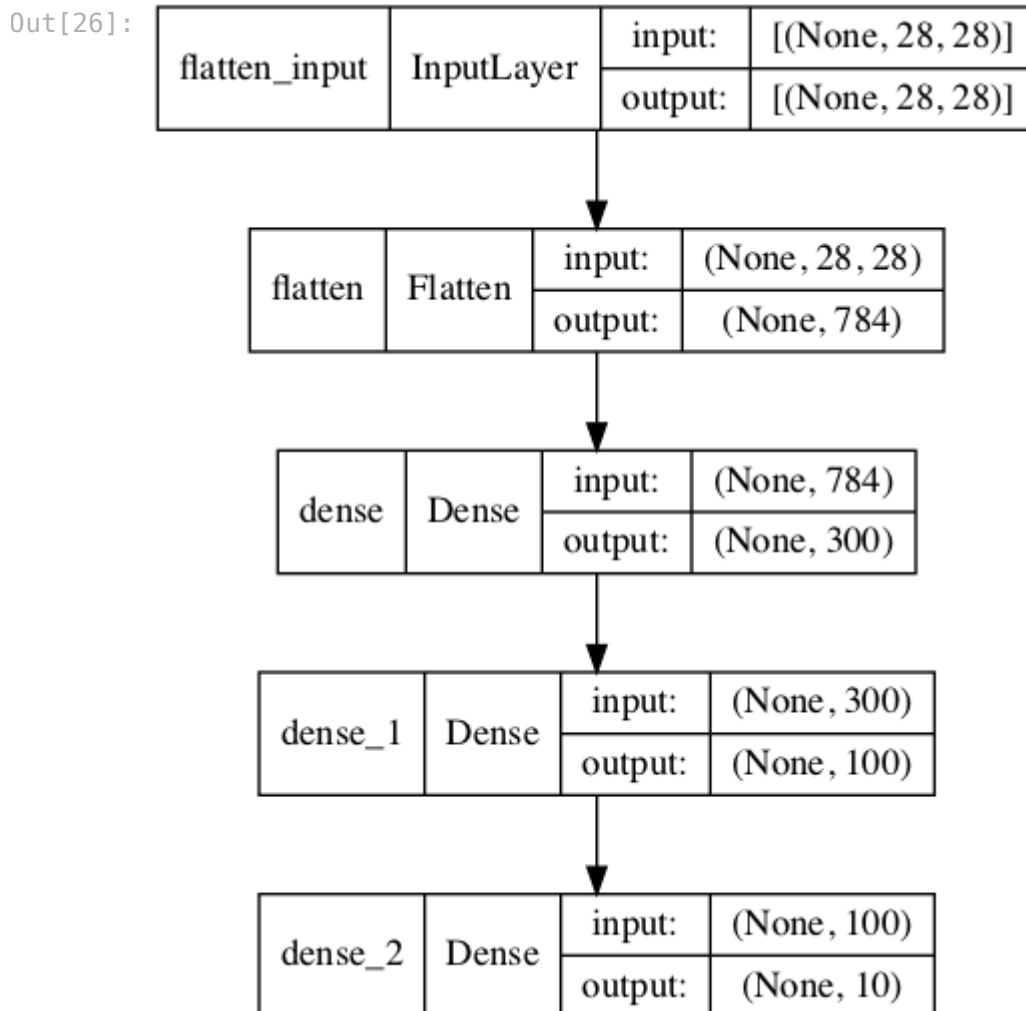 Out[26]:
flatten_input InputLayer input: [(None, 28, 28)]
output: [(None, 28, 28)]
flatten Flatten input: (None, 28, 28)
output: (None, 784)
dense Dense input: (None, 784)
output: (None, 300)
dense_1 Dense input: (None, 300)
output: (None, 100)
dense_2 Dense input: (None, 100)
output: (None, 10)